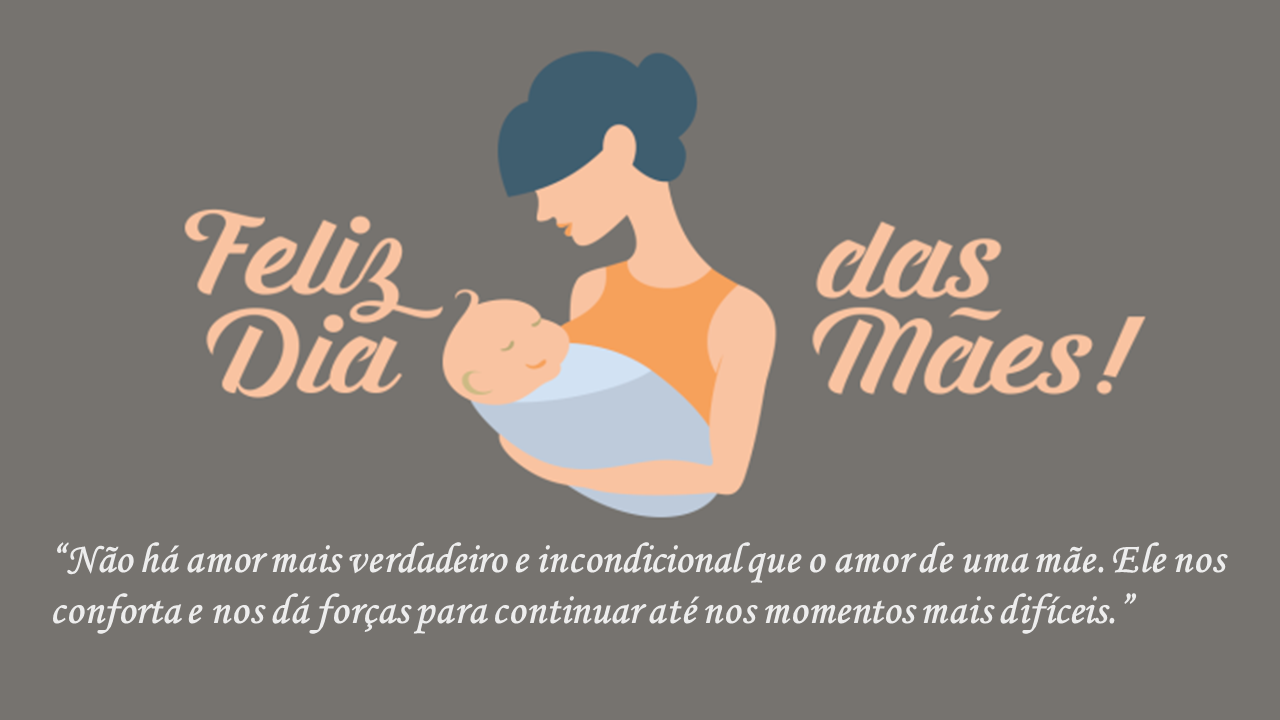 Feliz
Dia
das
Mães!
“Não há amor mais verdadeiro e incondicional que o amor de uma mãe. Ele nos
conforta e nos dá forças para continuar até nos momentos mais difíceis.”